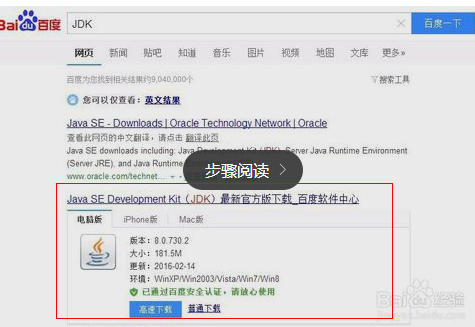 Bai du 百度 JDK × 百度一下
网页 新闻 贴吧 知道 音乐 图片 视频 地图 文库 更多»
百度为您找到相关结果约9,040,000个 搜索工具
您可以仅查看：英文结果
Java SE - Downloads | Oracle Technology Network | Oracle
查看此网页的中文翻译，请点击 翻译此页
Java SE downloads including: Java Development Kit (JDK), Server Java Runtime Environment
(Server JRE), and Java Runtime Environment
www.oracle.com/technet...
步骤阅读
Java SE Development Kit（JDK）最新官方版下载_百度软件中心
电脑版 iPhone版 Mac版
版本：8.0.730.2
大小：181.5M
更新：2016-02-14
环境：WinXP/Win2003/Vista/Win7/Win8
已通过百度安全认证，请放心使用
高速下载 普通下载
Baidu 经验